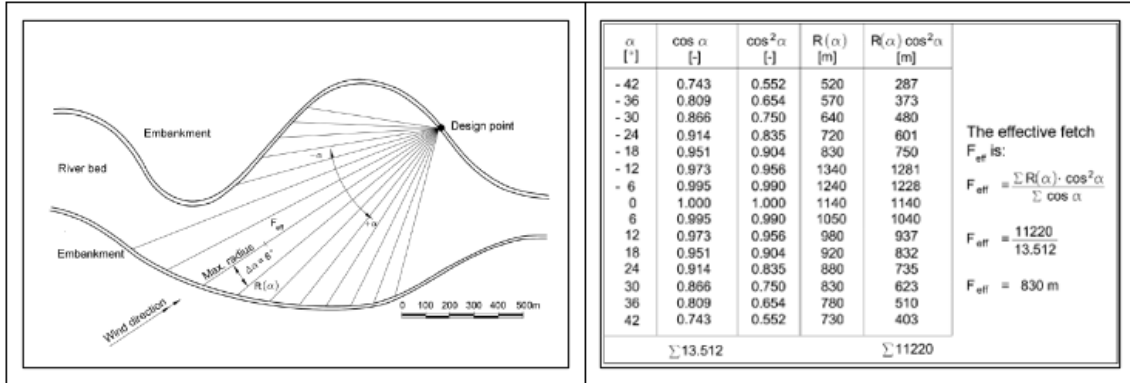 Embankment
Design point
River bed
-α
+α
F eff
Embankment
Max. radius
Δα = 6°
R(α)
Wind direction
0 100 200 300 400 500m
α cos α cos²α R(α) R(α) cos²α
[°] [-] [-] [m] [m]
- 42 0.743 0.552 520 287
- 36 0.809 0.654 570 373
- 30 0.866 0.750 640 480
- 24 0.914 0.835 720 601
- 18 0.951 0.904 830 750
- 12 0.973 0.956 1340 1281
- 6 0.995 0.990 1240 1228
0 1.000 1.000 1140 1140
6 0.995 0.990 1050 1040
12 0.973 0.956 980 937
18 0.951 0.904 920 832
24 0.914 0.835 880 735
30 0.866 0.750 830 623
36 0.809 0.654 780 510
42 0.743 0.552 730 403
∑13.512 ∑11220
The effective fetch
F eff is:
F eff = ∑ R(α)· cos²α / ∑ cos α
F eff = 11220 / 13.512
F eff = 830 m